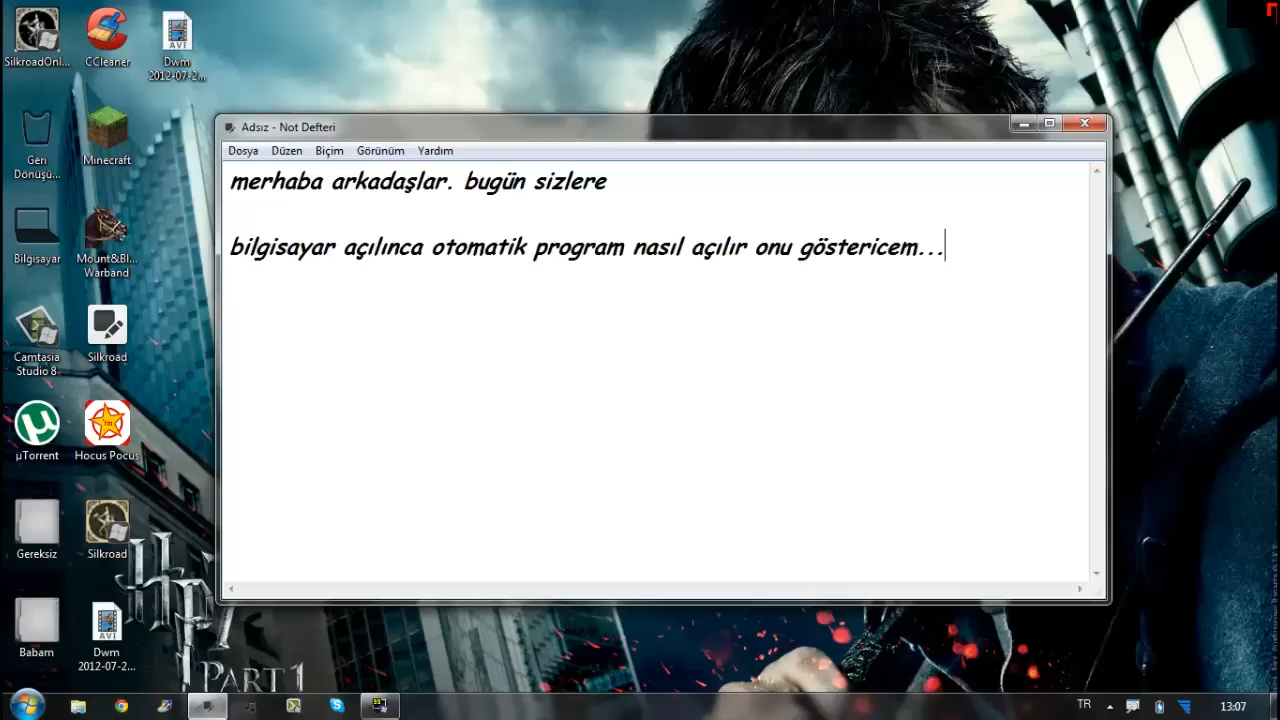 SilkroadOnl...
CCleaner
Dwm
2012-07-2...
Geri
Dönüşü...
Minecraft
Bilgisayar
Mount&Bl...
Warband
Camtasia
Studio 8
Silkroad
µTorrent
Hocus Pocus
Gereksiz
Silkroad
Babam
Dwm
2012-07-2...
Adsız - Not Defteri
Dosya Düzen Biçim Görünüm Yardım
merhaba arkadaşlar. bugün sizlere
bilgisayar açılınca otomatik program nasıl açılır onu göstericem...
PART 1
TR
13:07